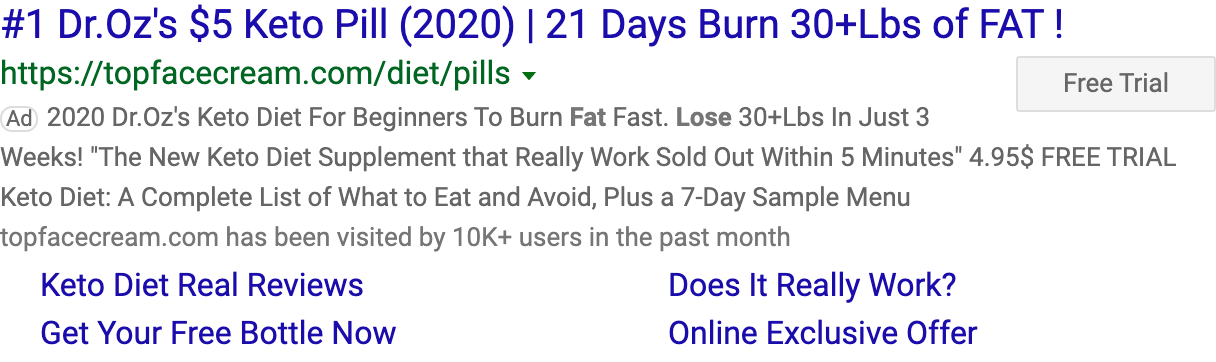 #1 Dr.Oz's $5 Keto Pill (2020) | 21 Days Burn 30+Lbs of FAT !
https://topfacecream.com/diet/pills
Free Trial
Ad 2020 Dr.Oz's Keto Diet For Beginners To Burn Fat Fast. Lose 30+Lbs In Just 3
Weeks! "The New Keto Diet Supplement that Really Work Sold Out Within 5 Minutes" 4.95$ FREE TRIAL
Keto Diet: A Complete List of What to Eat and Avoid, Plus a 7-Day Sample Menu
topfacecream.com has been visited by 10K+ users in the past month
Keto Diet Real Reviews
Does It Really Work?
Get Your Free Bottle Now
Online Exclusive Offer